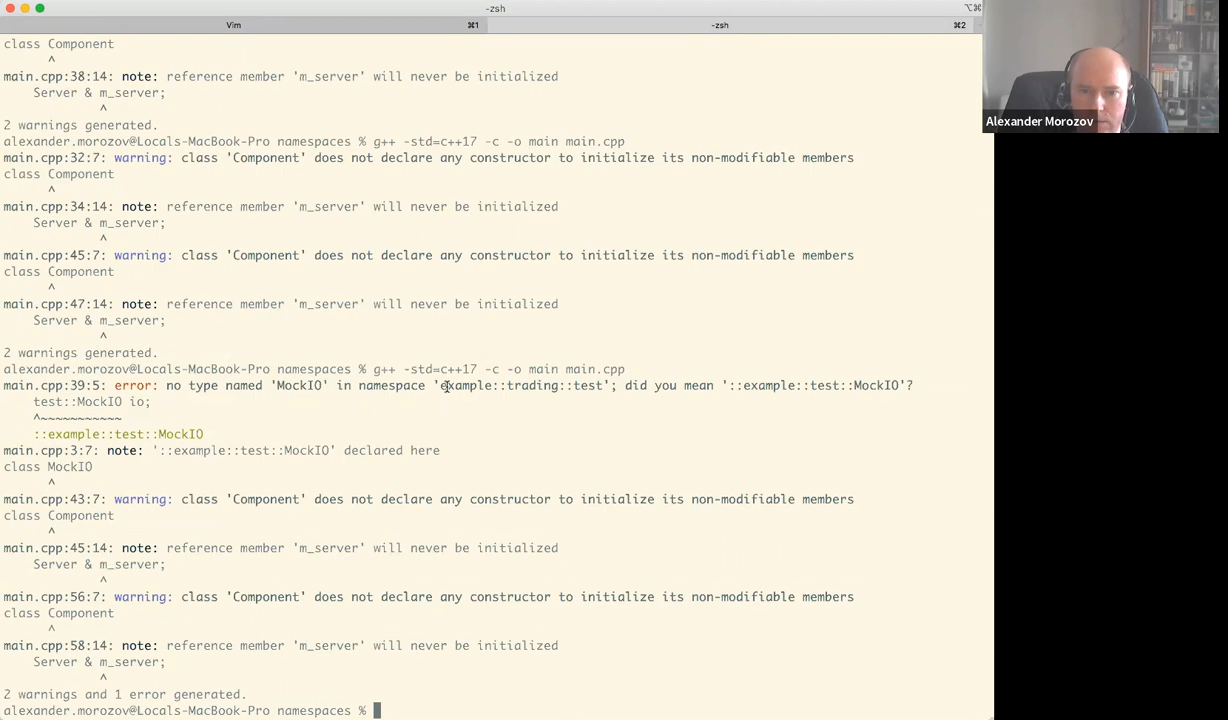 -zsh
⌥⌘
Vim ⌘1 -zsh ⌘2
class Component
^
main.cpp:38:14: note: reference member 'm_server' will never be initialized
Server & m_server;
^
2 warnings generated.
alexander.morozov@Locals-MacBook-Pro namespaces % g++ -std=c++17 -c -o main main.cpp
main.cpp:32:7: warning: class 'Component' does not declare any constructor to initialize its non-modifiable members
class Component
^
main.cpp:34:14: note: reference member 'm_server' will never be initialized
Server & m_server;
^
main.cpp:45:7: warning: class 'Component' does not declare any constructor to initialize its non-modifiable members
class Component
^
main.cpp:47:14: note: reference member 'm_server' will never be initialized
Server & m_server;
^
2 warnings generated.
alexander.morozov@Locals-MacBook-Pro namespaces % g++ -std=c++17 -c -o main main.cpp
main.cpp:39:5: error: no type named 'MockIO' in namespace 'example::trading::test'; did you mean '::example::test::MockIO'?
test::MockIO io;
^~~~~~~~~~~~
::example::test::MockIO
main.cpp:3:7: note: '::example::test::MockIO' declared here
class MockIO
^
main.cpp:43:7: warning: class 'Component' does not declare any constructor to initialize its non-modifiable members
class Component
^
main.cpp:45:14: note: reference member 'm_server' will never be initialized
Server & m_server;
^
main.cpp:56:7: warning: class 'Component' does not declare any constructor to initialize its non-modifiable members
class Component
^
main.cpp:58:14: note: reference member 'm_server' will never be initialized
Server & m_server;
^
2 warnings and 1 error generated.
alexander.morozov@Locals-MacBook-Pro namespaces %
Alexander Morozov